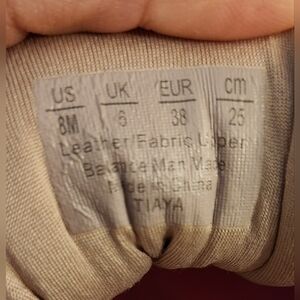 US UK EUR cm
8M 6 38 25
Leather/Fabric Upper
Balance Man Made
Made in China
TIAYA